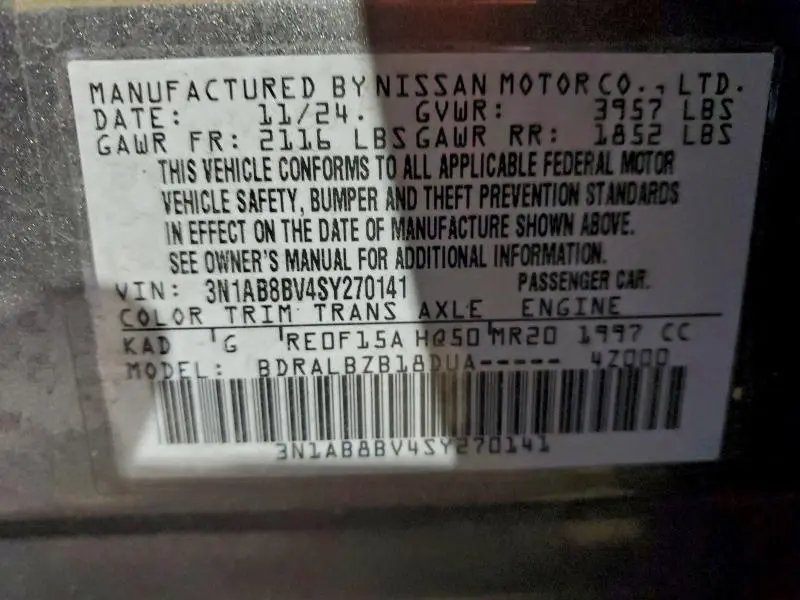 MANUFACTURED BY NISSAN MOTOR CO., LTD.
DATE: 11/24. GVWR: 3957 LBS
GAWR FR: 2116 LBS GAWR RR: 1852 LBS
THIS VEHICLE CONFORMS TO ALL APPLICABLE FEDERAL MOTOR
VEHICLE SAFETY, BUMPER AND THEFT PREVENTION STANDARDS
IN EFFECT ON THE DATE OF MANUFACTURE SHOWN ABOVE.
SEE OWNER'S MANUAL FOR ADDITIONAL INFORMATION.
VIN: 3N1AB8BV4SY270141 PASSENGER CAR.
COLOR TRIM TRANS AXLE ENGINE
KAD G RE0F15A HQ50 MR20 1997 CC
MODEL: BDRALBZB18DUA----- 4Z000
3N1AB8BV4SY270141